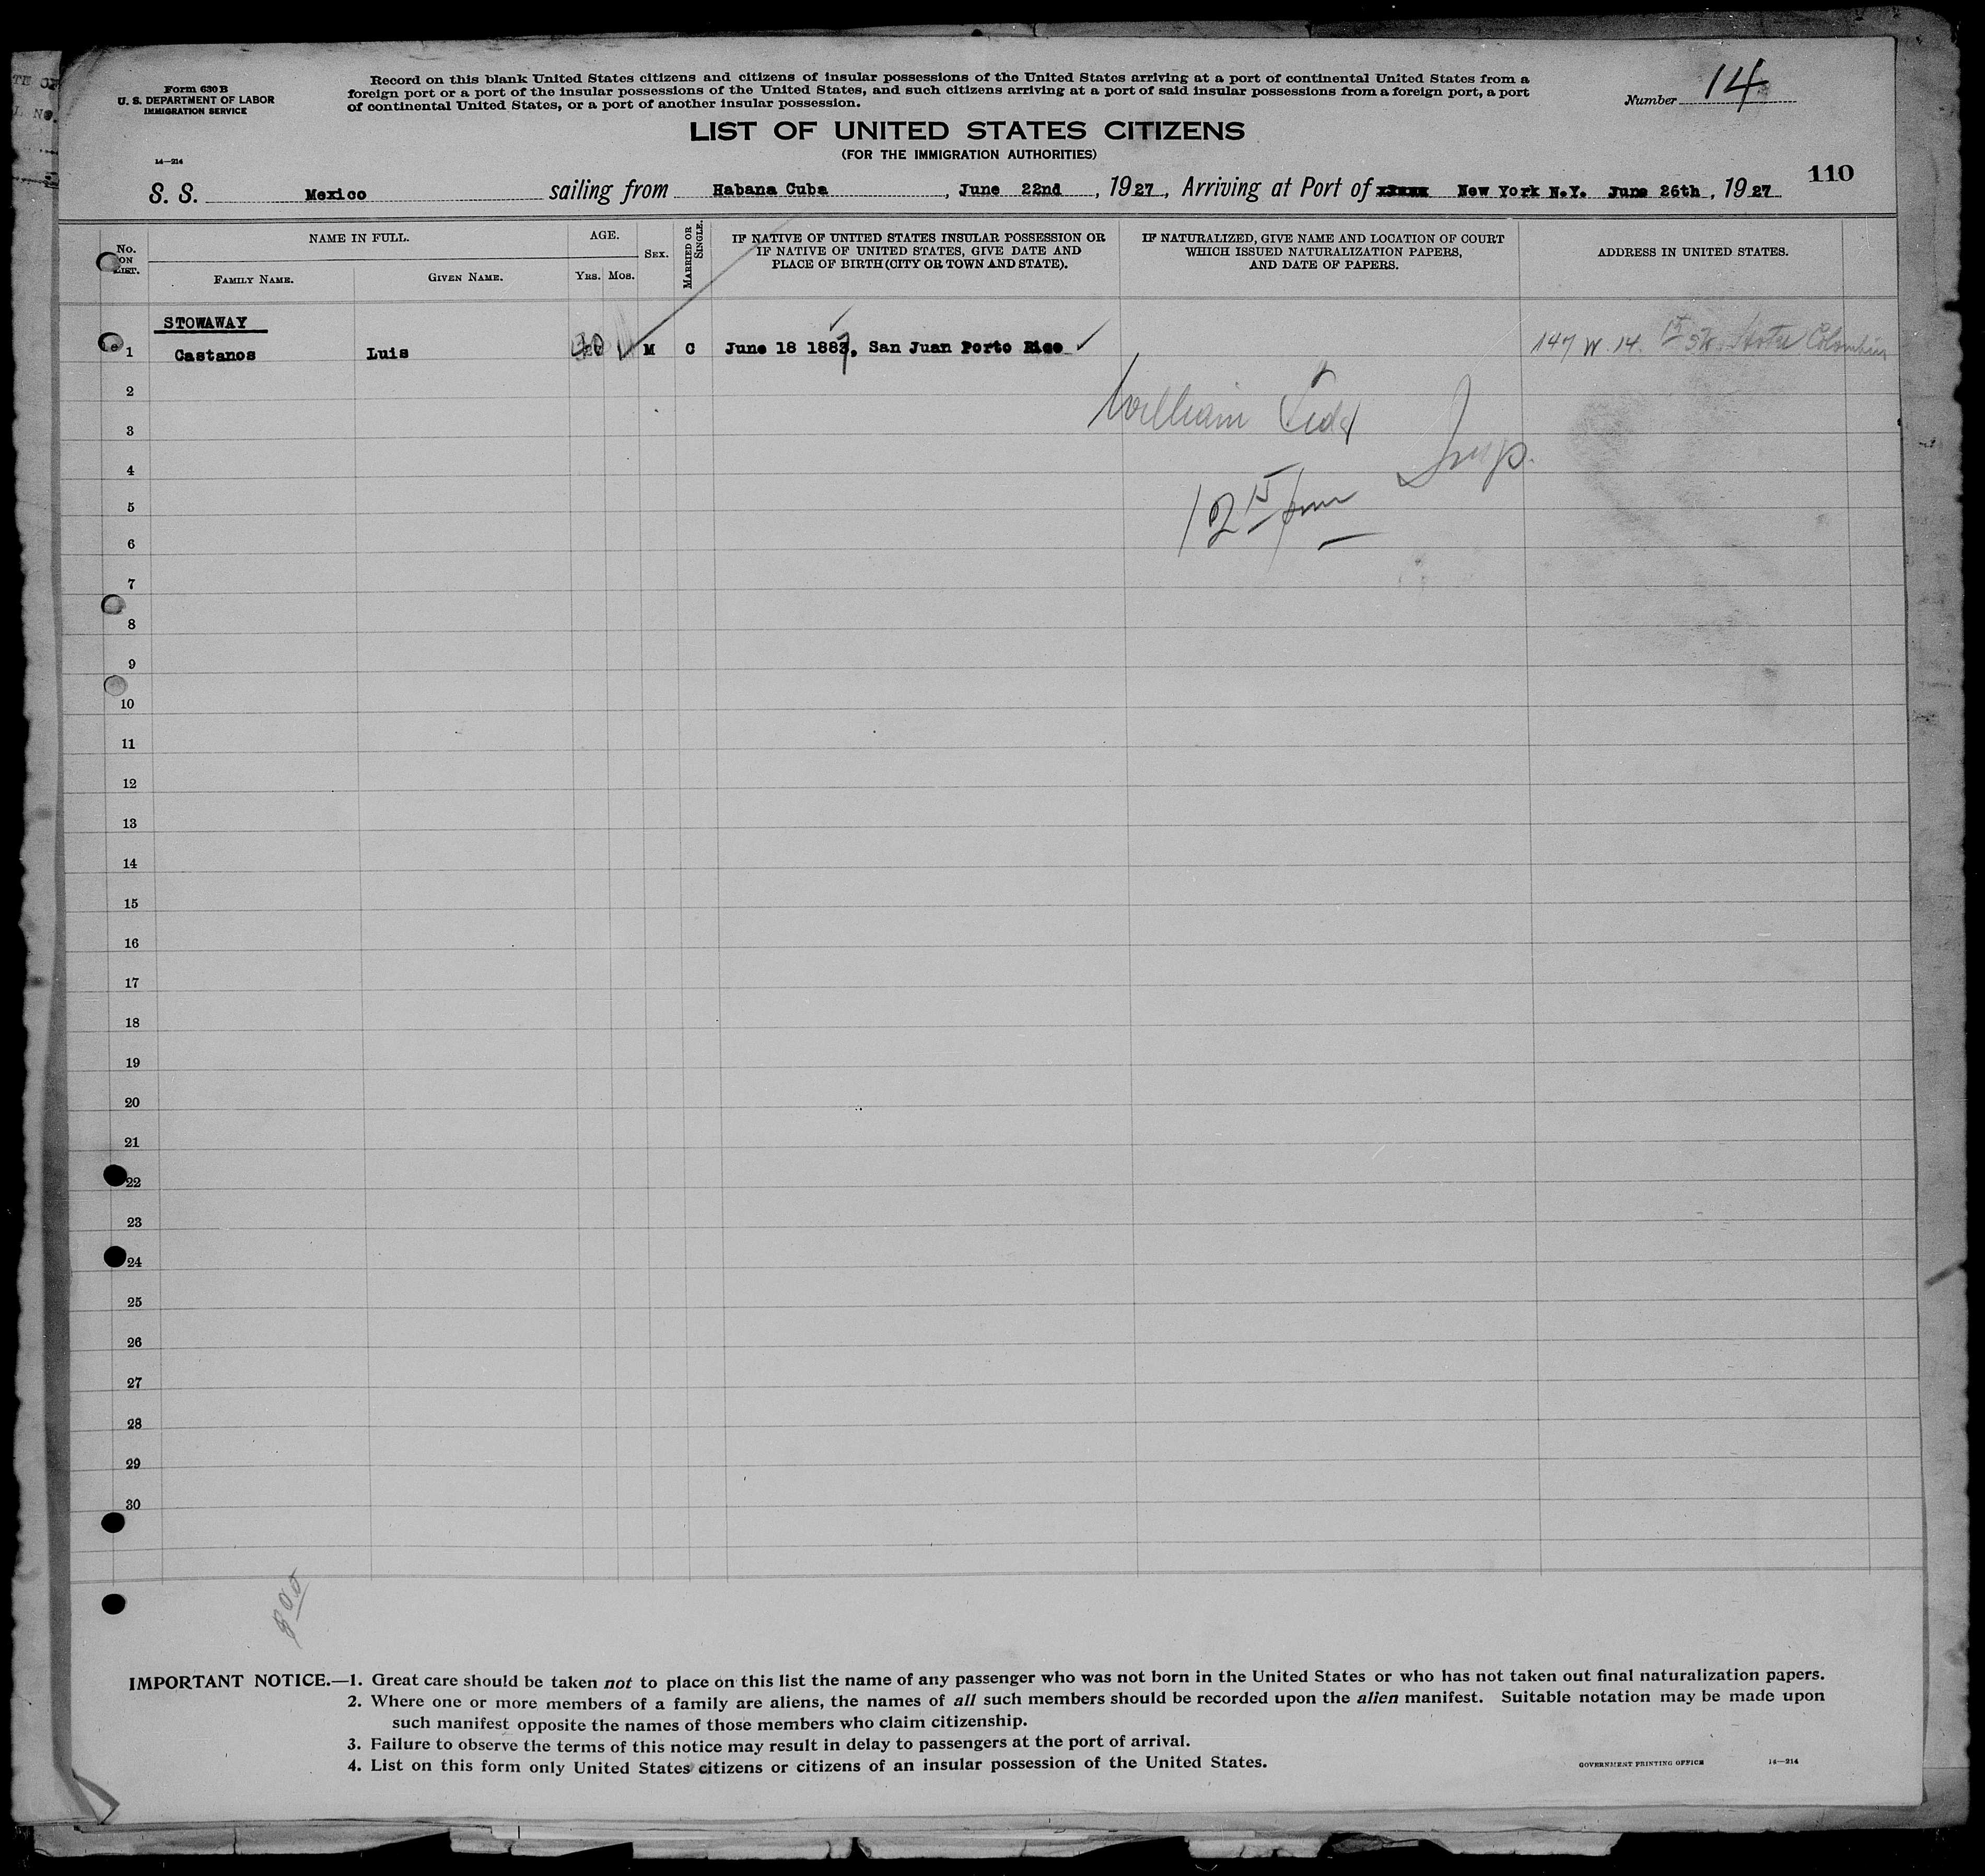 TE OF
Form 630 B
U. S. DEPARTMENT OF LABOR
IMMIGRATION SERVICE
14—214
Record on this blank United States citizens and citizens of insular possessions of the United States arriving at a port of continental United States from a
foreign port or a port of the insular possessions of the United States, and such citizens arriving at a port of said insular possessions from a foreign port, a port
of continental United States, or a port of another insular possession.
Number 14
LIST OF UNITED STATES CITIZENS
(FOR THE IMMIGRATION AUTHORITIES)
110
S. S. Mexico sailing from Habana Cuba, June 22nd, 1927, Arriving at Port of New York N.Y. June 26th, 1927
No. ON LIST.
NAME IN FULL.
FAMILY NAME.
GIVEN NAME.
AGE.
YRS. MOS.
SEX.
MARRIED OR SINGLE.
IF NATIVE OF UNITED STATES INSULAR POSSESSION OR
IF NATIVE OF UNITED STATES, GIVE DATE AND
PLACE OF BIRTH (CITY OR TOWN AND STATE).
IF NATURALIZED, GIVE NAME AND LOCATION OF COURT
WHICH ISSUED NATURALIZATION PAPERS,
AND DATE OF PAPERS.
ADDRESS IN UNITED STATES.
STOWAWAY
1 Castanos Luis M C June 18 1887, San Juan Porto Rico 147 W. 14. St.
William
Insp.
12 15 pm
2
3
4
5
6
7
8
9
10
11
12
13
14
15
16
17
18
19
20
21
22
23
24
25
26
27
28
29
30
IMPORTANT NOTICE.—1. Great care should be taken not to place on this list the name of any passenger who was not born in the United States or who has not taken out final naturalization papers.
2. Where one or more members of a family are aliens, the names of all such members should be recorded upon the alien manifest. Suitable notation may be made upon
such manifest opposite the names of those members who claim citizenship.
3. Failure to observe the terms of this notice may result in delay to passengers at the port of arrival.
4. List on this form only United States citizens or citizens of an insular possession of the United States.
GOVERNMENT PRINTING OFFICE
14—214